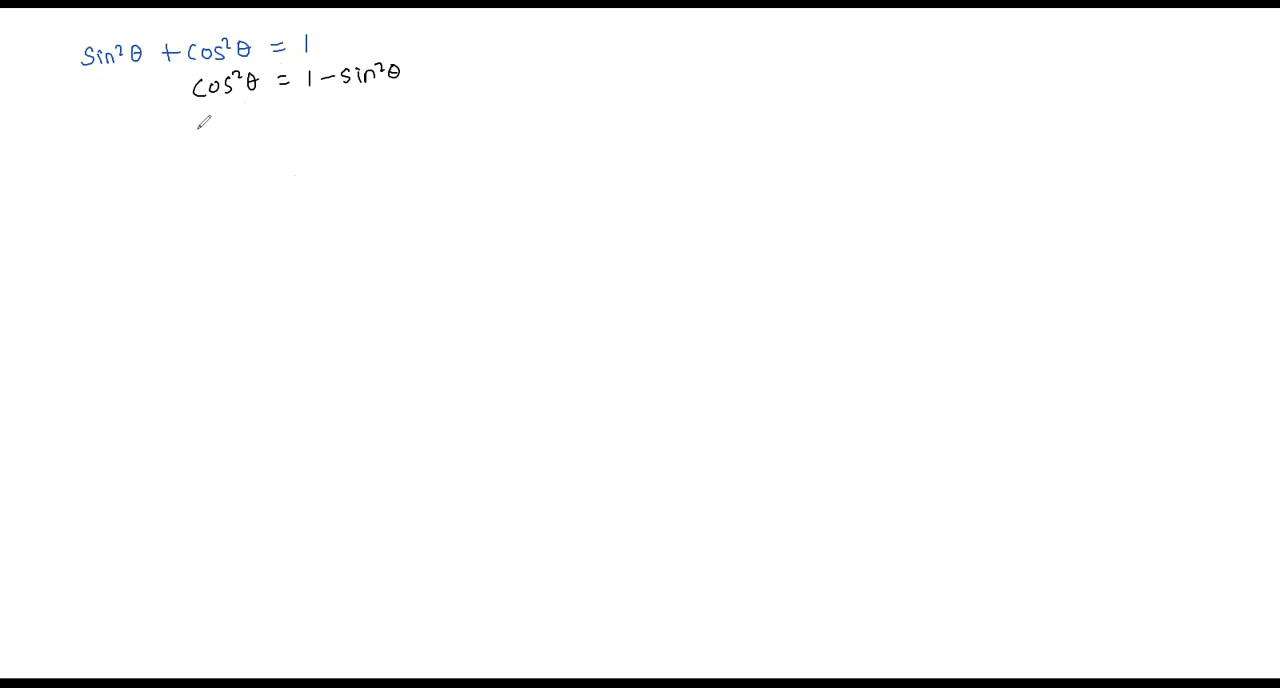 sin²θ + cos²θ = 1
cos²θ = 1 - sin²θ